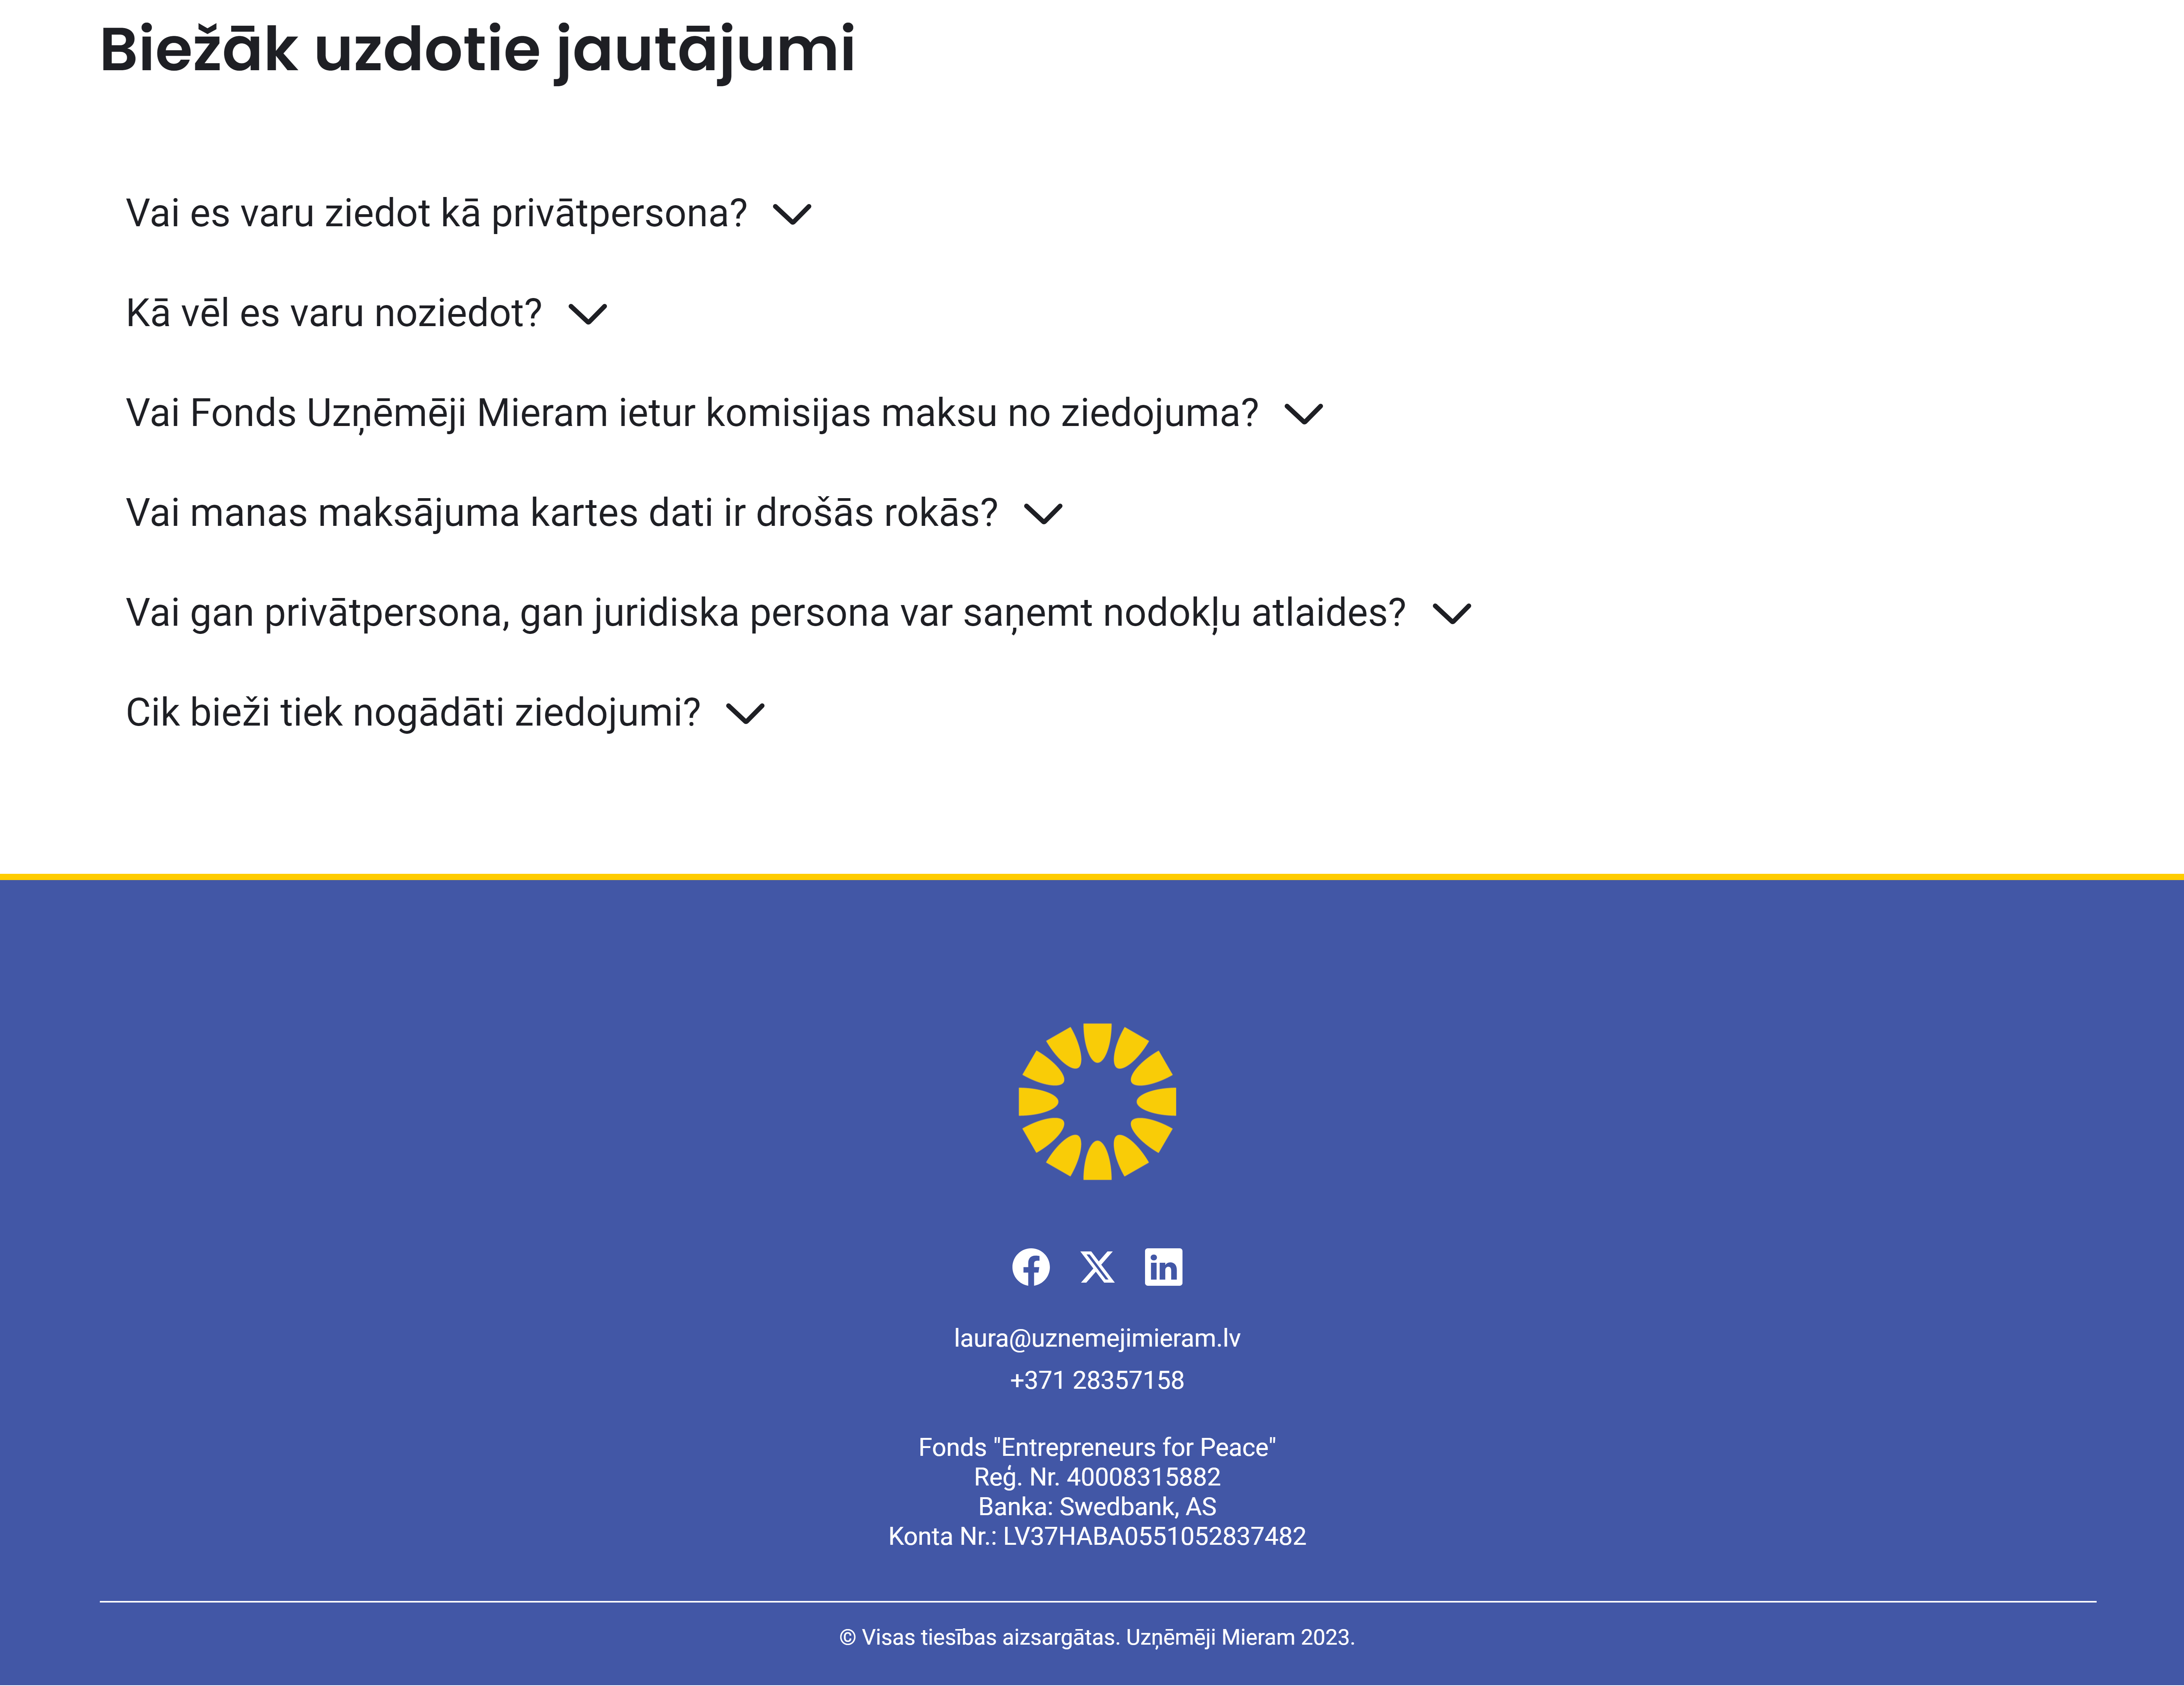 Biežāk uzdotie jautājumi
Vai es varu ziedot kā privātpersona?
Kā vēl es varu noziedot?
Vai Fonds Uzņēmēji Mieram ietur komisijas maksu no ziedojuma?
Vai manas maksājuma kartes dati ir drošās rokās?
Vai gan privātpersona, gan juridiska persona var saņemt nodokļu atlaides?
Cik bieži tiek nogādāti ziedojumi?
laura@uznemejimieram.lv
+371 28357158
Fonds "Entrepreneurs for Peace"
Reģ. Nr. 40008315882
Banka: Swedbank, AS
Konta Nr.: LV37HABA0551052837482
© Visas tiesības aizsargātas. Uzņēmēji Mieram 2023.